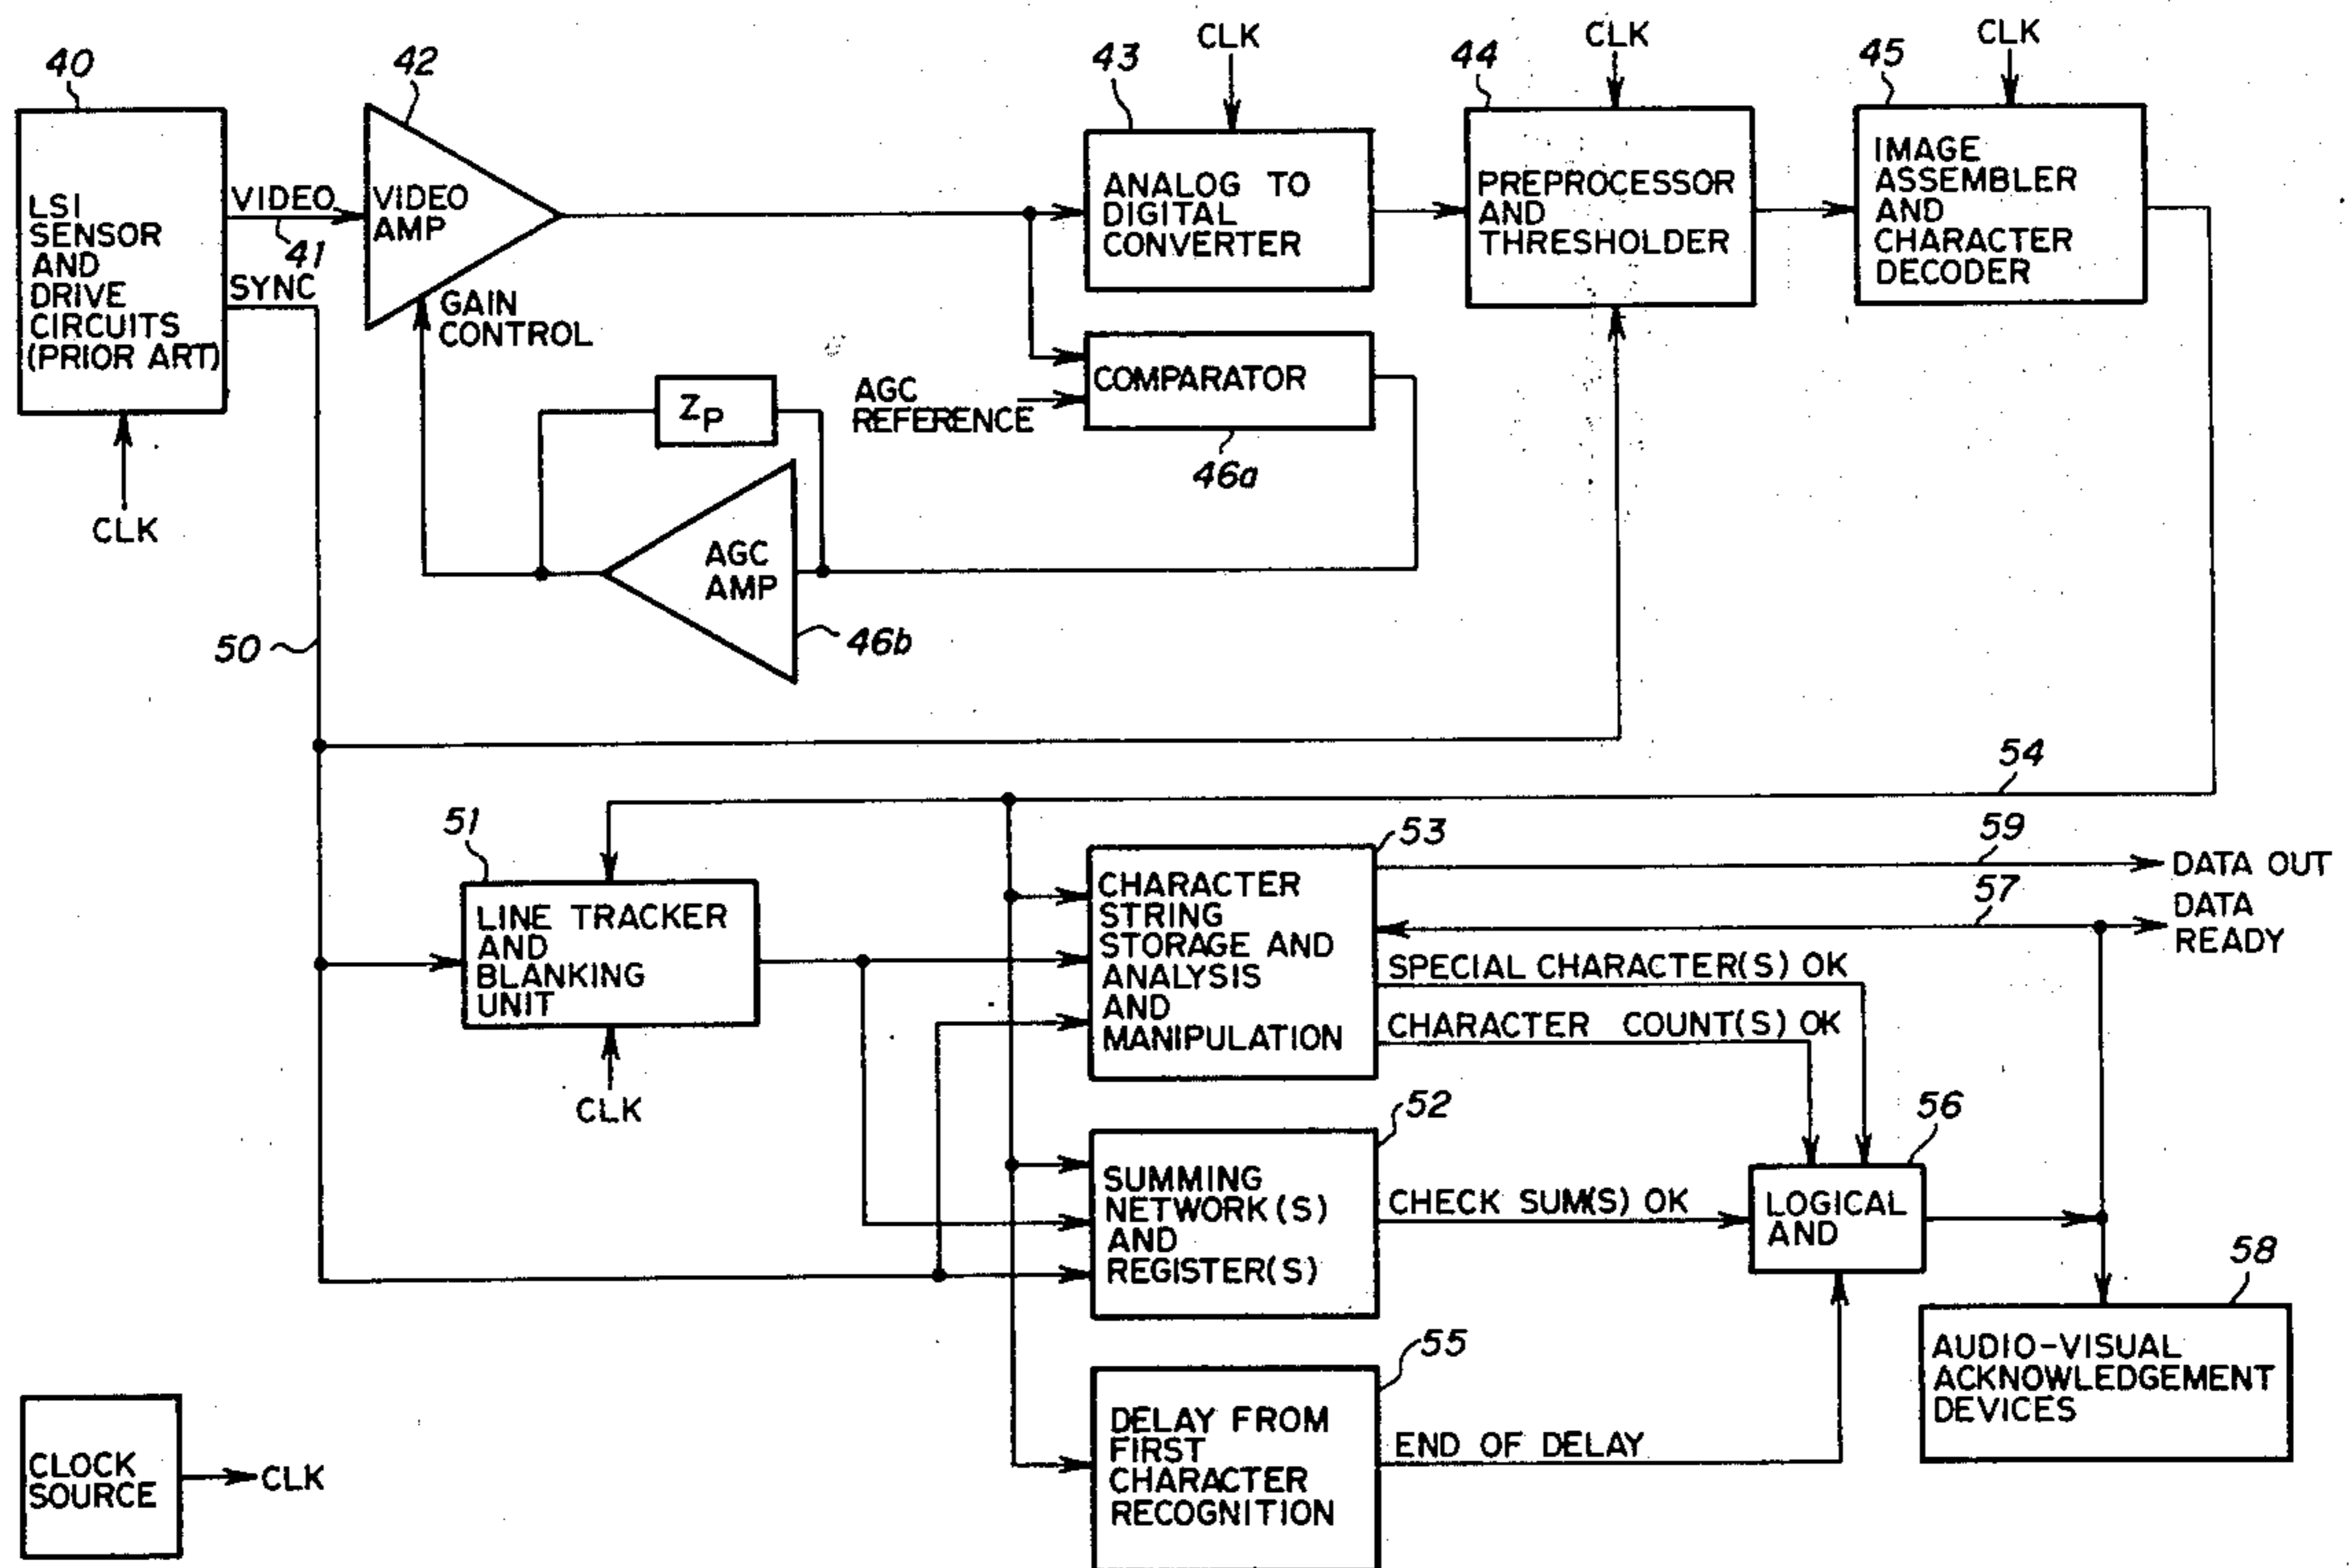 40
42
43
CLK
44
CLK
45
CLK
LSI
SENSOR
AND
DRIVE
CIRCUITS
(PRIOR ART)
VIDEO
41
SYNC
VIDEO
AMP
GAIN
CONTROL
ANALOG TO
DIGITAL
CONVERTER
PREPROCESSOR
AND
THRESHOLDER
IMAGE
ASSEMBLER
AND
CHARACTER
DECODER
CLK
ZP
AGC
REFERENCE
COMPARATOR
46a
AGC
AMP
46b
50
54
51
LINE TRACKER
AND
BLANKING
UNIT
CLK
53
CHARACTER
STRING
STORAGE AND
ANALYSIS
AND
MANIPULATION
59
DATA OUT
57
DATA
READY
SPECIAL CHARACTER(S) OK
CHARACTER COUNT(S) OK
52
SUMMING
NETWORK(S)
AND
REGISTER(S)
CHECK SUM(S) OK
56
LOGICAL
AND
58
AUDIO-VISUAL
ACKNOWLEDGEMENT
DEVICES
55
DELAY FROM
FIRST
CHARACTER
RECOGNITION
END OF DELAY
CLOCK
SOURCE
CLK